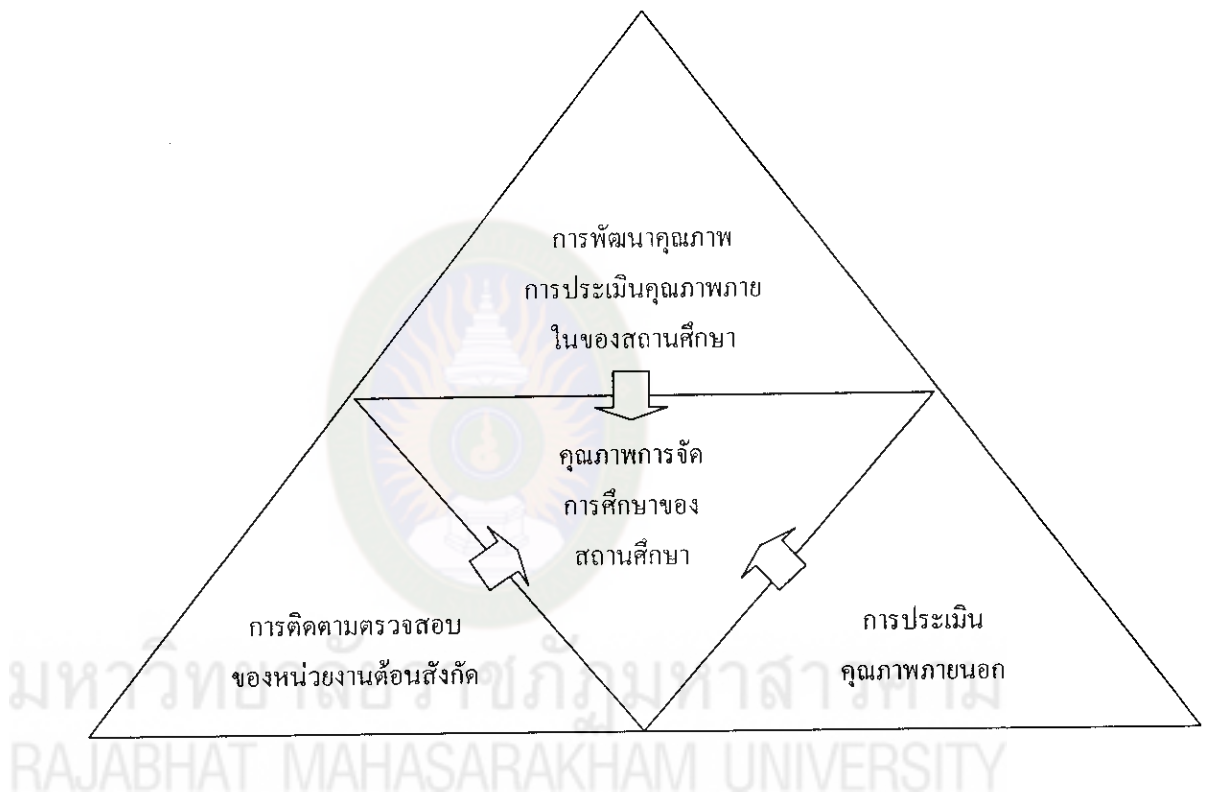 การพัฒนาคุณภาพ
การประเมินคุณภาพภาย
ในของสถานศึกษา
คุณภาพการจัด
การศึกษาของ
สถานศึกษา
การติดตามตรวจสอบ
ของหน่วยงานต้อนสังกัด
การประเมิน
คุณภาพภายนอก
มหาวิทยาลัยราชภัฏมหาสารคาม
RAJABHAT MAHASARAKHAM UNIVERSITY